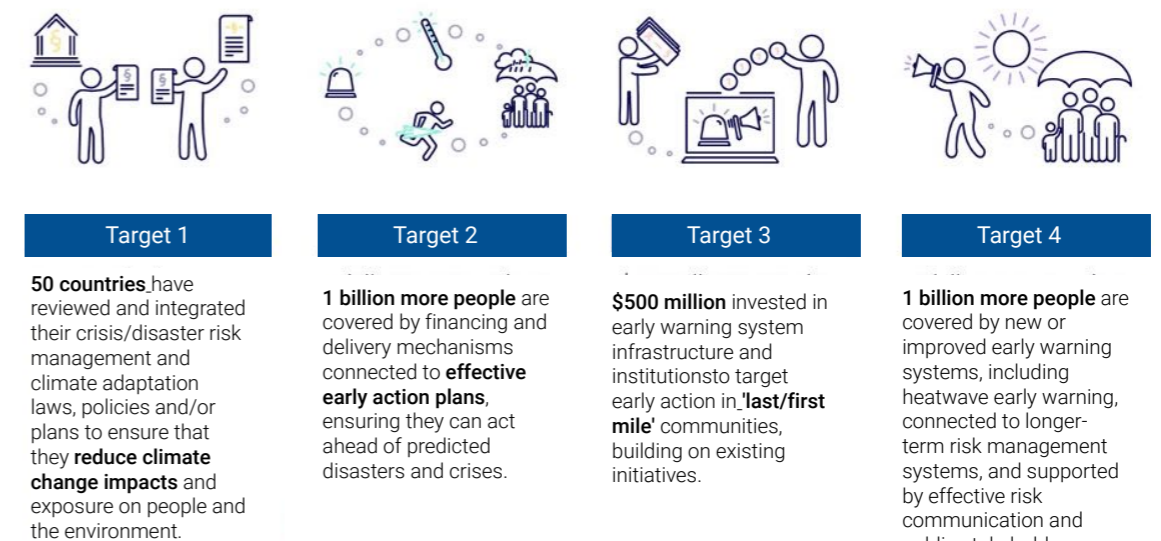 Target 1
50 countries have
reviewed and integrated
their crisis/disaster risk
management and
climate adaptation
laws, policies and/or
plans to ensure that
they reduce climate
change impacts and
exposure on people and
the environment.
Target 2
1 billion more people are
covered by financing and
delivery mechanisms
connected to effective
early action plans,
ensuring they can act
ahead of predicted
disasters and crises.
Target 3
$500 million invested in
early warning system
infrastructure and
institutionsto target
early action in 'last/first
mile' communities,
building on existing
initiatives.
Target 4
1 billion more people are
covered by new or
improved early warning
systems, including
heatwave early warning,
connected to longer-
term risk management
systems, and supported
by effective risk
communication and